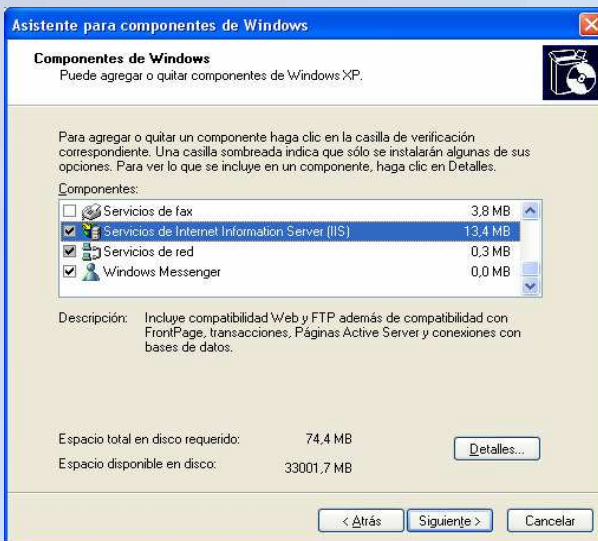 Asistente para componentes de Windows
Componentes de Windows
Puede agregar o quitar componentes de Windows XP.
Para agregar o quitar un componente haga clic en la casilla de verificación
correspondiente. Una casilla sombreada indica que sólo se instalarán algunas de sus
opciones. Para ver lo que se incluye en un componente, haga clic en Detalles.
Componentes:
Servicios de fax 3,8 MB
Servicios de Internet Information Server (IIS) 13,4 MB
Servicios de red 0,3 MB
Windows Messenger 0,0 MB
Descripción: Incluye compatibilidad Web y FTP además de compatibilidad con
FrontPage, transacciones, Páginas Active Server y conexiones con
bases de datos.
Espacio total en disco requerido: 74,4 MB
Espacio disponible en disco: 33001,7 MB
Detalles...
< Atrás Siguiente > Cancelar